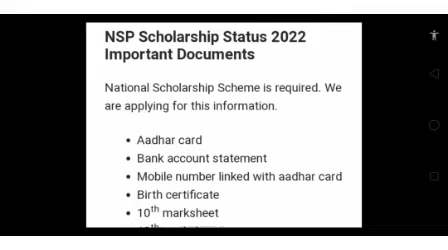 NSP Scholarship Status 2022
Important Documents
National Scholarship Scheme is required. We
are applying for this information.
• Aadhar card
• Bank account statement
• Mobile number linked with aadhar card
• Birth certificate
• 10th marksheet